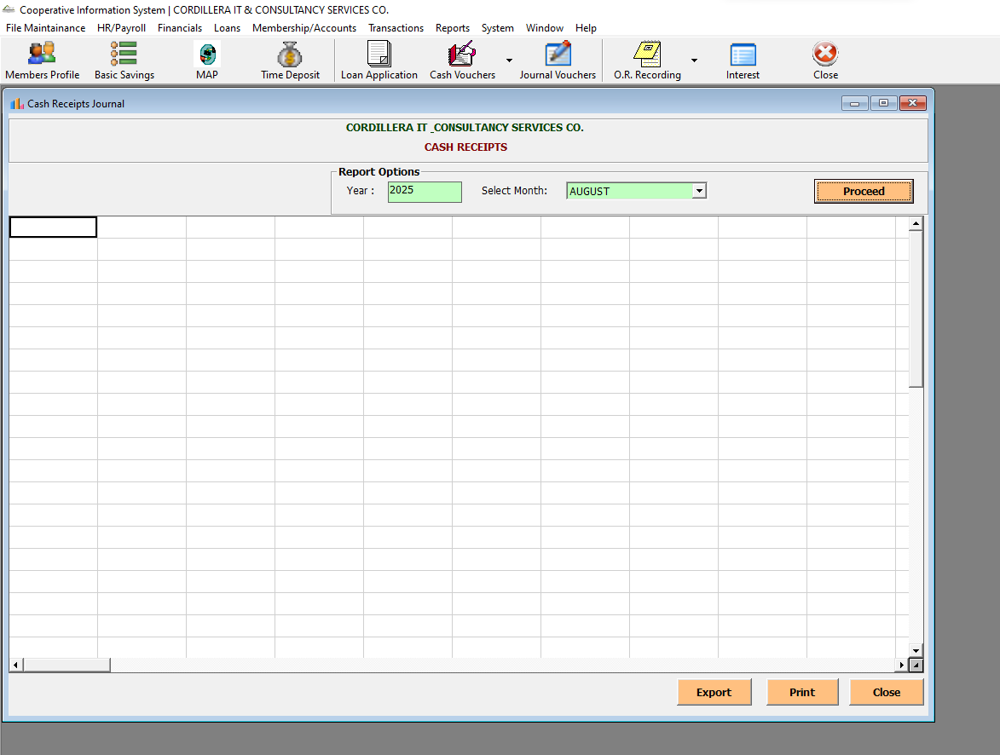 Cooperative Information System | CORDILLERA IT & CONSULTANCY SERVICES CO.
File Maintainance HR/Payroll Financials Loans Membership/Accounts Transactions Reports System Window Help
Members Profile Basic Savings MAP Time Deposit Loan Application Cash Vouchers Journal Vouchers O.R. Recording Interest Close
Cash Receipts Journal
CORDILLERA IT _CONSULTANCY SERVICES CO.
CASH RECEIPTS
Report Options
Year : 2025 Select Month: AUGUST Proceed
Export Print Close